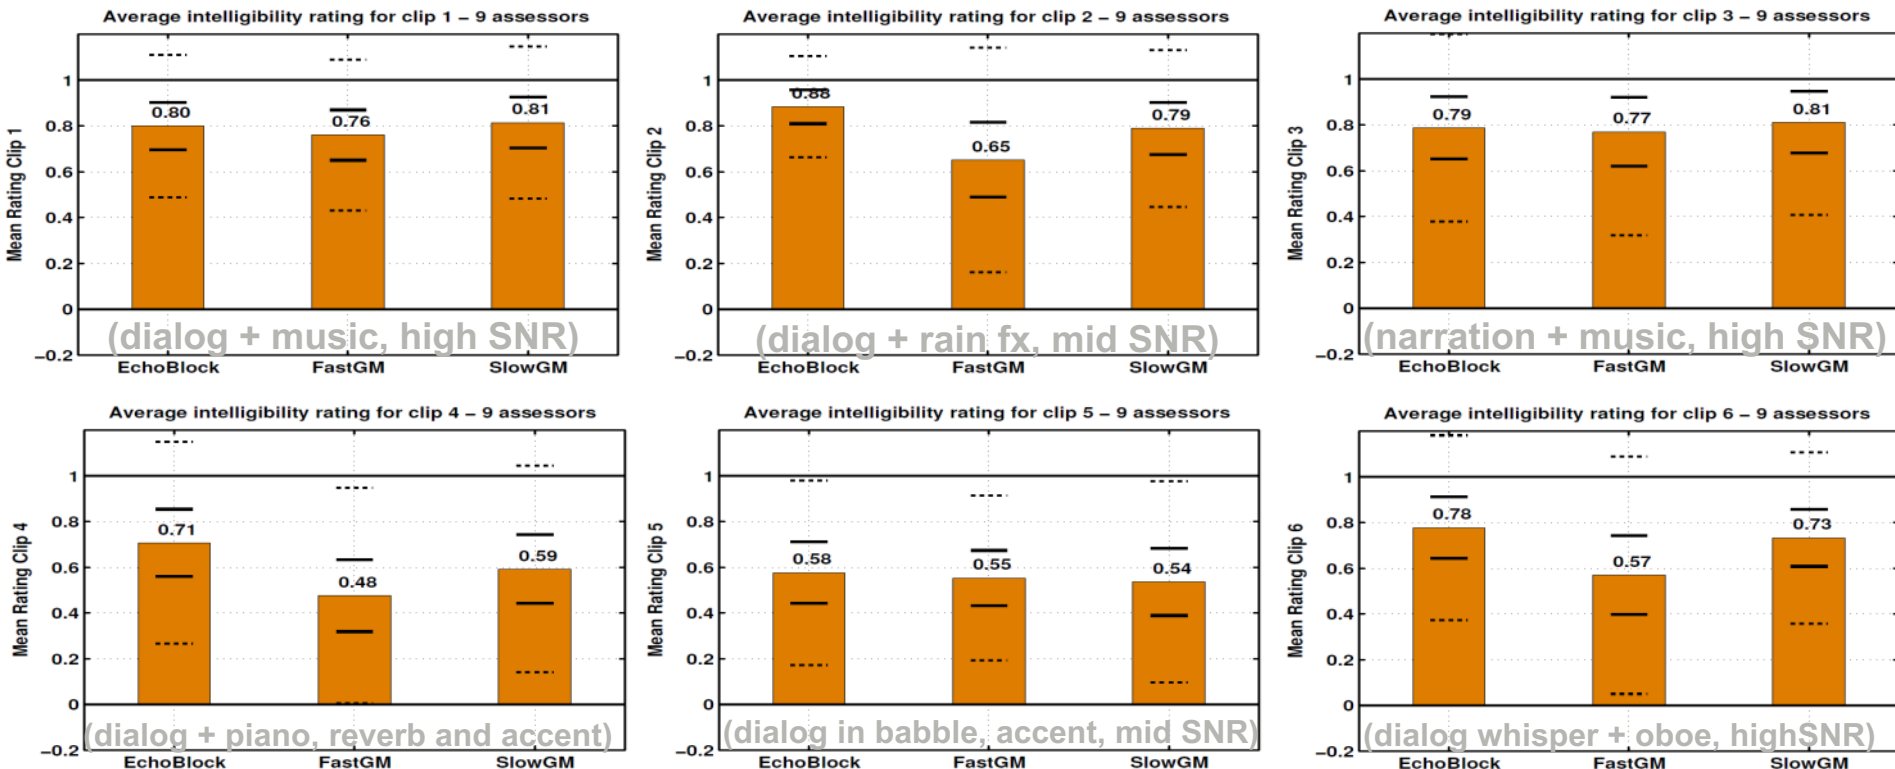 Average intelligibility rating for clip 1 – 9 assessors
Mean Rating Clip 1
1
0.8
0.6
0.4
0.2
0
−0.2
0.80
0.76
0.81
(dialog + music, high SNR)
EchoBlock FastGM SlowGM
Average intelligibility rating for clip 2 – 9 assessors
Mean Rating Clip 2
1
0.8
0.6
0.4
0.2
0
−0.2
0.88
0.65
0.79
(dialog + rain fx, mid SNR)
EchoBlock FastGM SlowGM
Average intelligibility rating for clip 3 – 9 assessors
Mean Rating Clip 3
1
0.8
0.6
0.4
0.2
0
−0.2
0.79
0.77
0.81
(narration + music, high SNR)
EchoBlock FastGM SlowGM
Average intelligibility rating for clip 4 – 9 assessors
Mean Rating Clip 4
1
0.8
0.6
0.4
0.2
0
−0.2
0.71
0.48
0.59
(dialog + piano, reverb and accent)
EchoBlock FastGM SlowGM
Average intelligibility rating for clip 5 – 9 assessors
Mean Rating Clip 5
1
0.8
0.6
0.4
0.2
0
−0.2
0.58
0.55
0.54
(dialog in babble, accent, mid SNR)
EchoBlock FastGM SlowGM
Average intelligibility rating for clip 6 – 9 assessors
Mean Rating Clip 6
1
0.8
0.6
0.4
0.2
0
−0.2
0.78
0.57
0.73
(dialog whisper + oboe, highSNR)
EchoBlock FastGM SlowGM